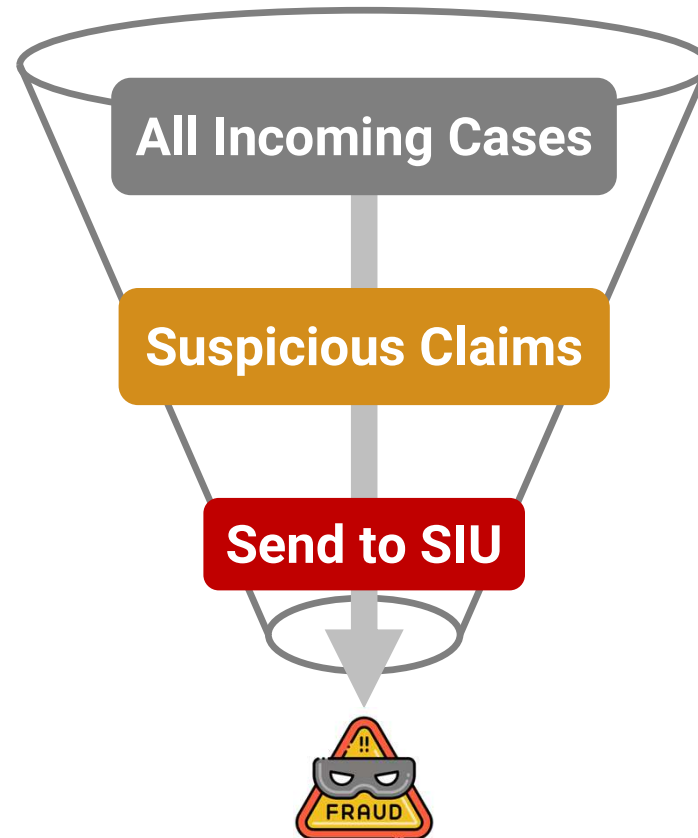 All Incoming Cases
Suspicious Claims
Send to SIU
!!
FRAUD